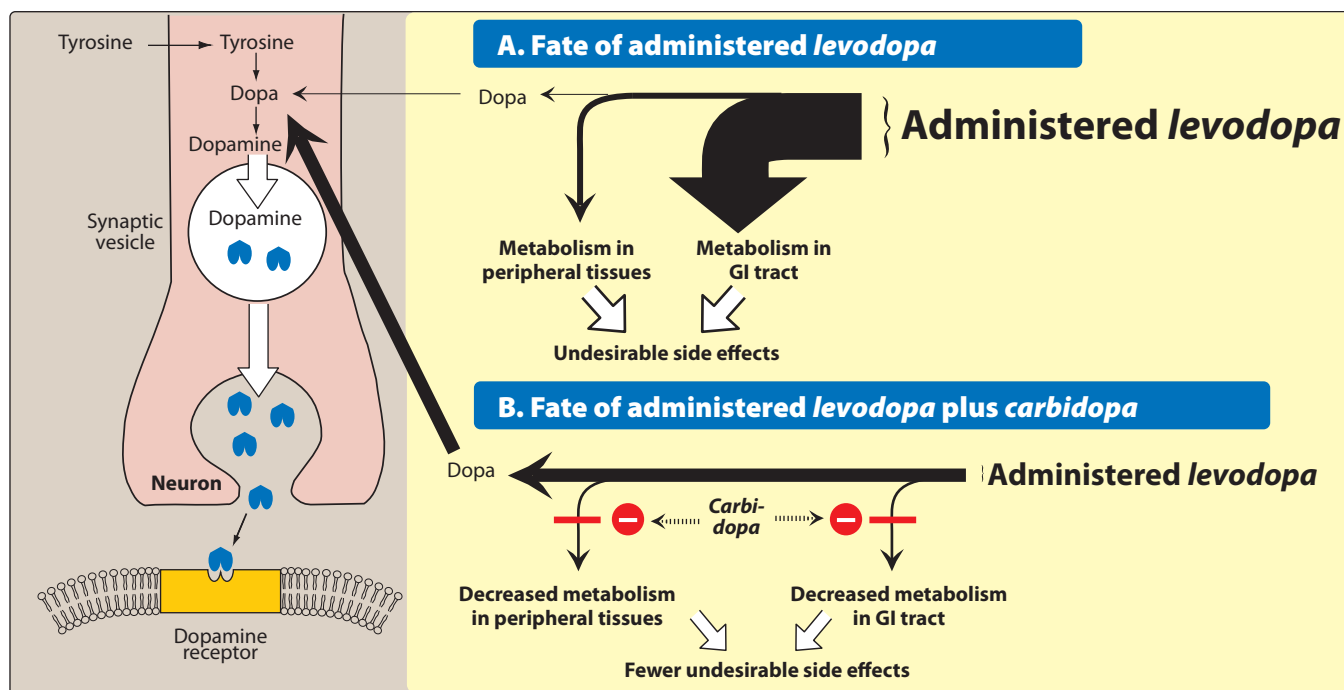 Tyrosine
Tyrosine
Dopa
Dopamine
Dopamine
Synaptic
vesicle
Neuron
Dopamine
receptor
A. Fate of administered levodopa
Dopa
Administered levodopa
Metabolism in
peripheral tissues
Metabolism in
GI tract
Undesirable side effects
B. Fate of administered levodopa plus carbidopa
Dopa
Administered levodopa
Carbi-
dopa
Decreased metabolism
in peripheral tissues
Decreased metabolism
in GI tract
Fewer undesirable side effects